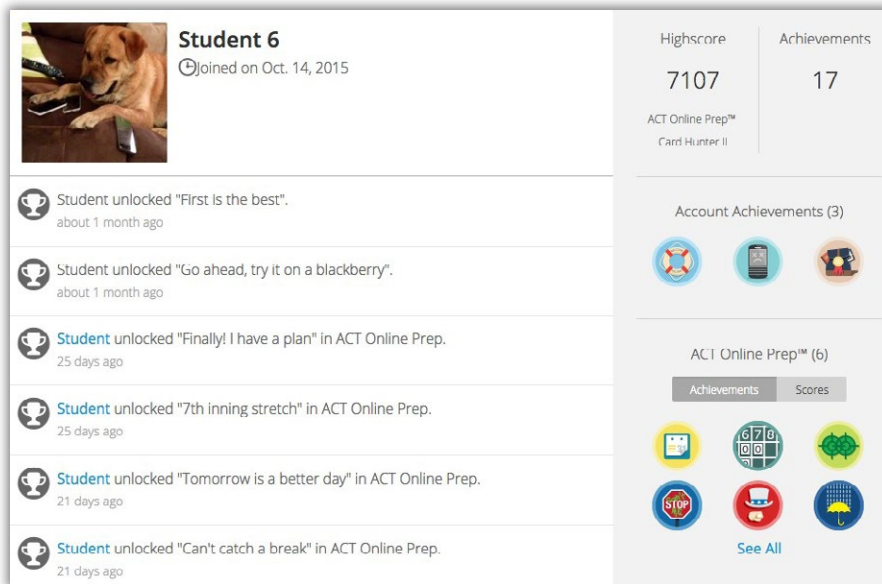 Student 6
Joined on Oct. 14, 2015
Student unlocked "First is the best".
about 1 month ago
Student unlocked "Go ahead, try it on a blackberry".
about 1 month ago
Student unlocked "Finally! I have a plan" in ACT Online Prep.
25 days ago
Student unlocked "7th inning stretch" in ACT Online Prep.
25 days ago
Student unlocked "Tomorrow is a better day" in ACT Online Prep.
21 days ago
Student unlocked "Can't catch a break" in ACT Online Prep.
21 days ago
Highscore
7107
ACT Online Prep™
Card Hunter II
Achievements
17
Account Achievements (3)
ACT Online Prep™ (6)
Achievements
Scores
678
00
STOP
See All